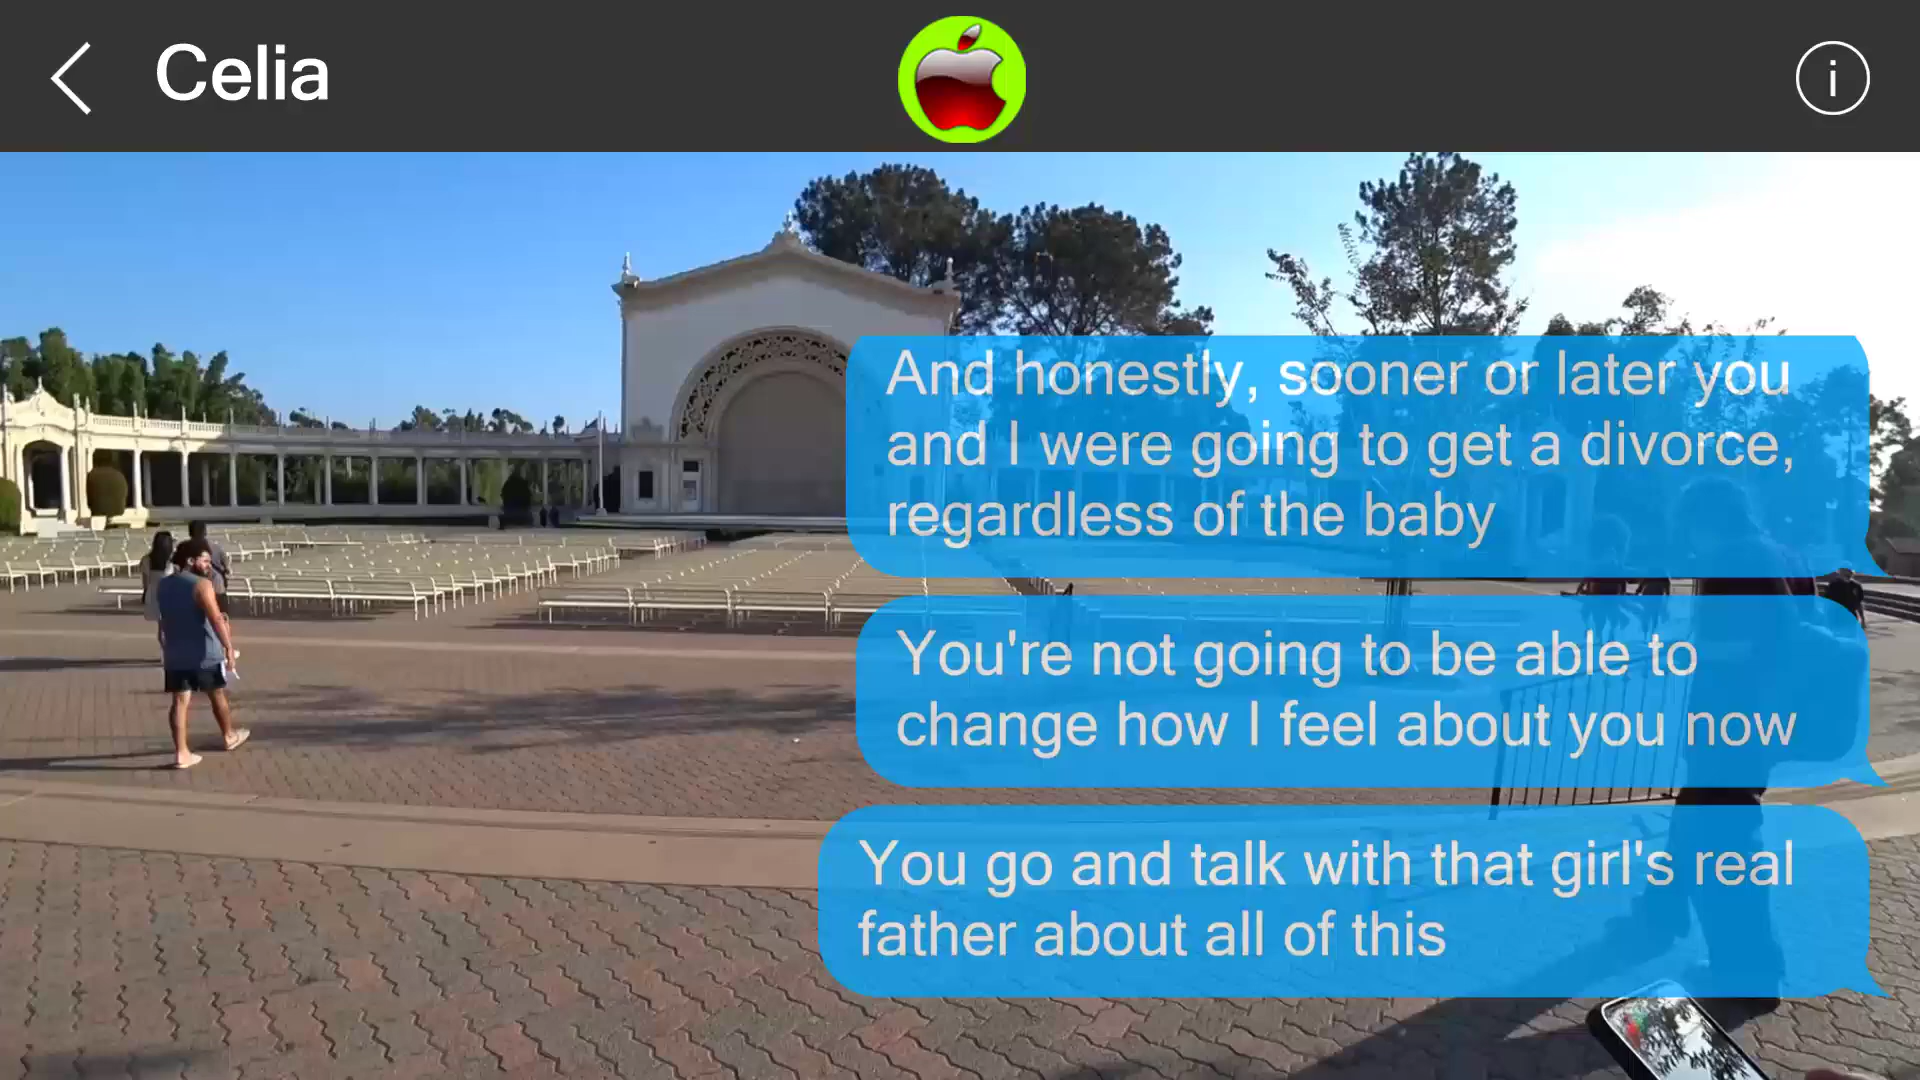 Celia
i
And honestly, sooner or later you
and I were going to get a divorce,
regardless of the baby
You're not going to be able to
change how I feel about you now
You go and talk with that girl's real
father about all of this